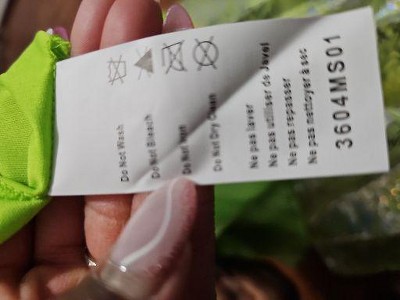 Do Not Wash
Do Not Bleach
Do Not Iron
Do Not Dry Clean
Ne pas laver
Ne pas utiliser de Javel
Ne pas repasser
Ne pas nettoyer à sec
3604MS01